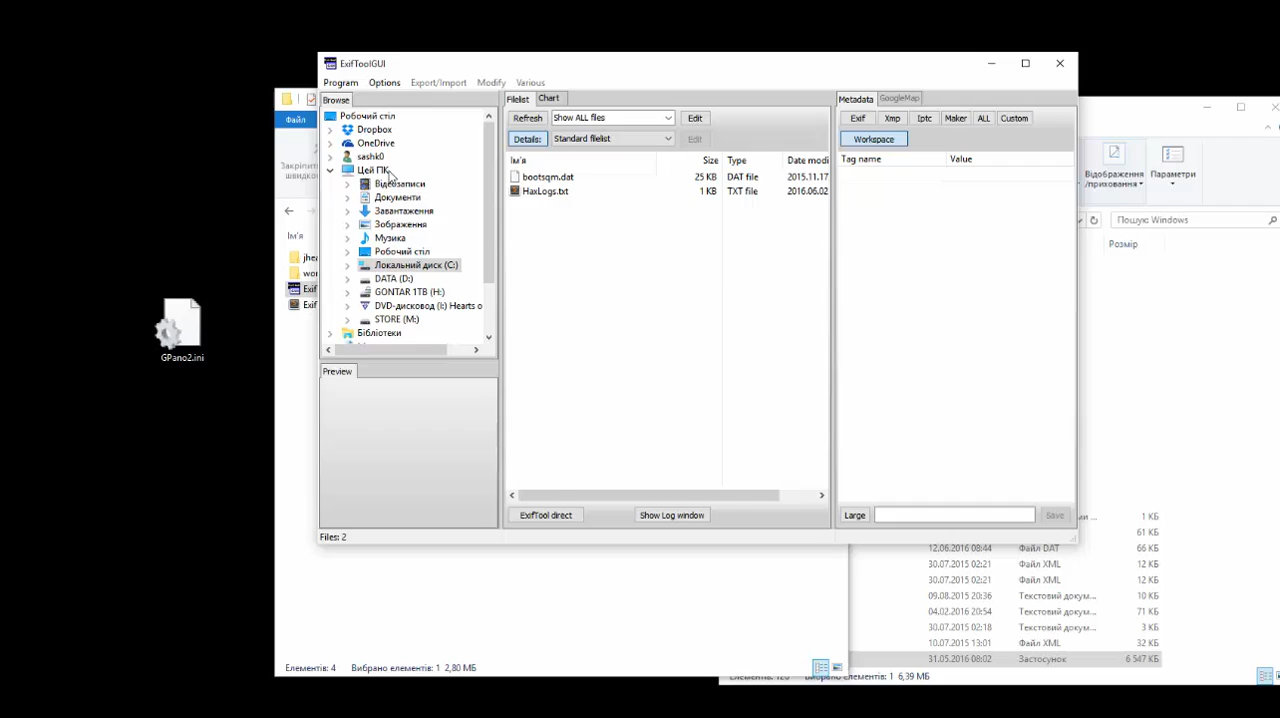 ExifToolGUI
Program Options Export/Import Modify Various
Browse
Робочий стіл
Dropbox
OneDrive
sashk0
Цей ПК
Відеозаписи
Документи
Завантаження
Зображення
Музика
Робочий стіл
Локальний диск (C:)
DATA (D:)
GONTAR 1TB (H:)
DVD-дисковод (I:) Hearts o
STORE (M:)
Бібліотеки
Preview
Files: 2
Filelist Chart
Refresh Show ALL files Edit
Details: Standard filelist Edit
Ім'я Size Type Date modi
bootsqm.dat 25 KB DAT file 2015.11.17
HaxLogs.txt 1 KB TXT file 2016.06.02
ExifTool direct Show Log window
Metadata GoogleMap
Exif Xmp Iptc Maker ALL Custom
Workspace
Tag name Value
Large Save
GPano2.ini
Файл
Закріпити
швидког
Ім'я
jhea
wor
Exif
Exif
Елементів: 4 Вибрано елементів: 1 2,80 МБ
Відображення
/приховання
Параметри
Пошук: Windows
Розмір
1 КБ
61 КБ
12.06.2016 08:44 Файл DAT 66 КБ
30.07.2015 02:21 Файл XML 12 КБ
30.07.2015 02:21 Файл XML 12 КБ
09.08.2015 20:36 Текстовий докум... 10 КБ
04.02.2016 20:54 Текстовий докум... 71 КБ
30.07.2015 02:18 Текстовий докум... 3 КБ
10.07.2015 13:01 Файл XML 32 КБ
31.05.2016 08:02 Застосунок 6 547 КБ
Елементів: 120 Вибрано елементів: 1 6,39 МБ